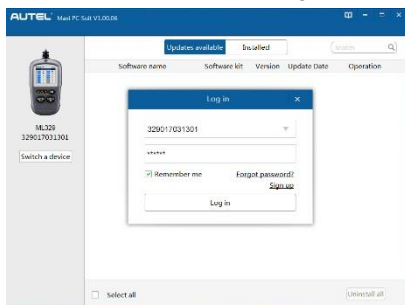 AUTEL Maxi PC Suit V1.00.06
Updates available Installed
Search
Software name Software kit Version Update Date Operation
Log in
ML329
329017031301
Switch a device
329017031301
******
Remember me Forgot password?
Sign up
Log in
Select all Uninstall all